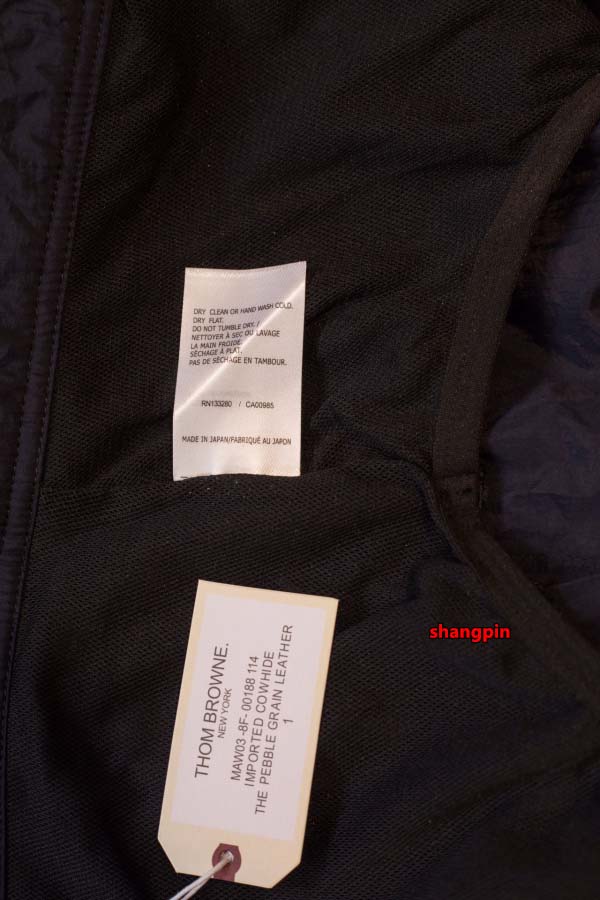 DRY CLEAN OR HAND WASH COLD.
DRY FLAT.
DO NOT TUMBLE DRY./
NETTOYER À SEC OU LAVAGE
LA MAIN FROIDE.
SÉCHAGE À PLAT.
PAS DE SÉCHAGE EN TAMBOUR.
RN133280 / CA00985
MADE IN JAPAN/FABRIQUÉ AU JAPON
shangpin
THOM BROWNE.
NEW YORK
MAW03 -8F- 00188 114
IMPORTED COWHIDE
THE PEBBLE GRAIN LEATHER
1